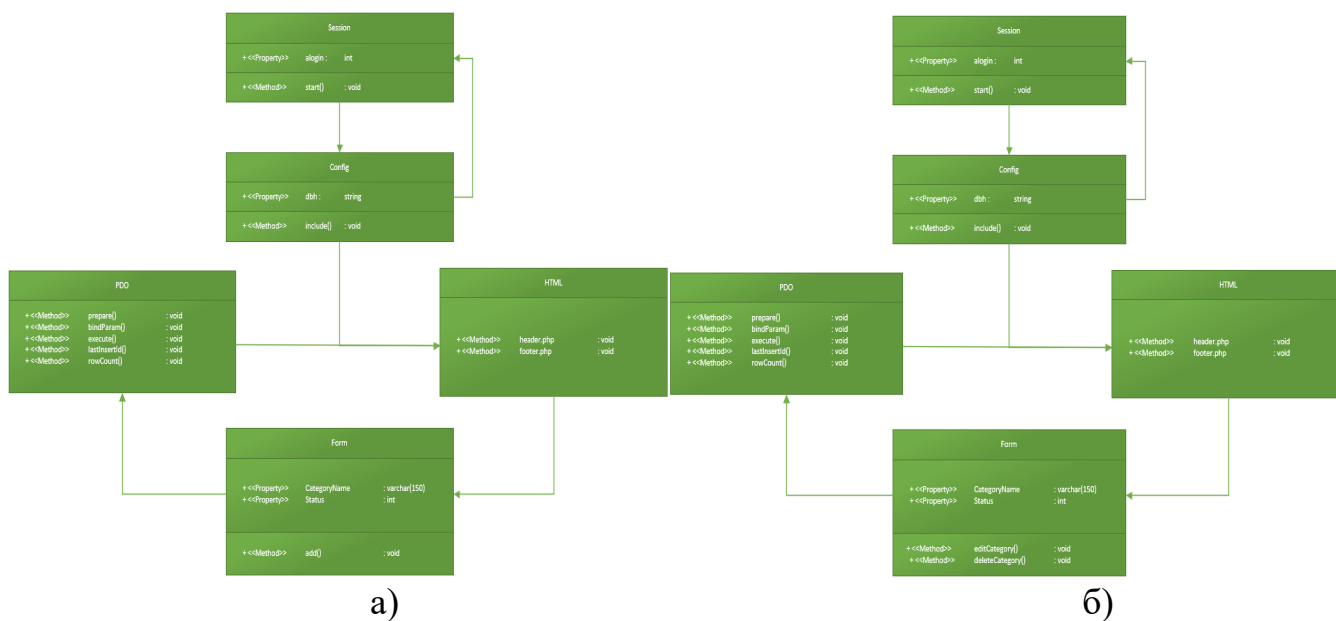 Session
+ <<Property>> alogin : int
+ <<Method>> start() : void
Config
+ <<Property>> dbh : string
+ <<Method>> include() : void
PDO
+ <<Method>> prepare() : void
+ <<Method>> bindParam() : void
+ <<Method>> execute() : void
+ <<Method>> lastInsertId() : void
+ <<Method>> rowCount() : void
HTML
+ <<Method>> header.php : void
+ <<Method>> footer.php : void
Form
+ <<Property>> CategoryName : varchar(150)
+ <<Property>> Status : int
+ <<Method>> add() : void
а)
Session
+ <<Property>> alogin : int
+ <<Method>> start() : void
Config
+ <<Property>> dbh : string
+ <<Method>> include() : void
PDO
+ <<Method>> prepare() : void
+ <<Method>> bindParam() : void
+ <<Method>> execute() : void
+ <<Method>> lastInsertId() : void
+ <<Method>> rowCount() : void
HTML
+ <<Method>> header.php : void
+ <<Method>> footer.php : void
Form
+ <<Property>> CategoryName : varchar(150)
+ <<Property>> Status : int
+ <<Method>> editCategory() : void
+ <<Method>> deleteCategory() : void
б)